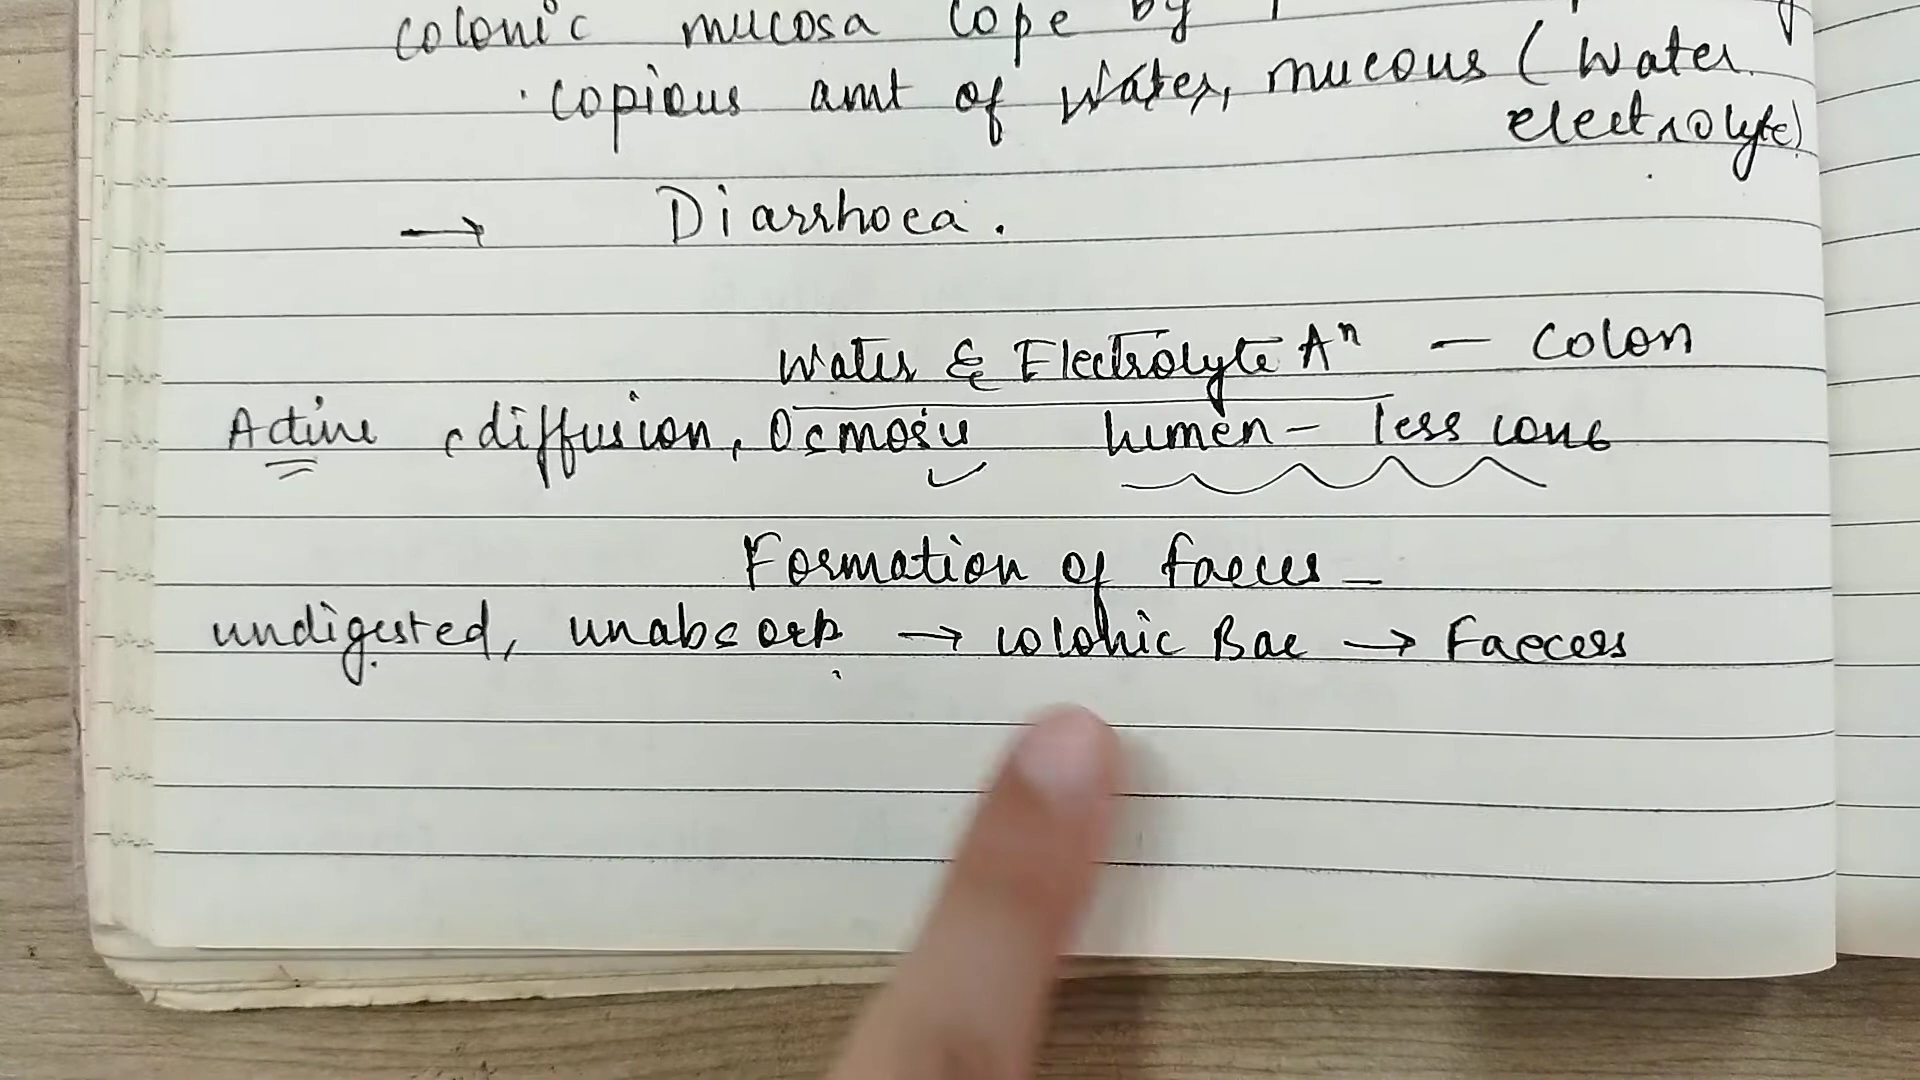 colonic mucosa cope by
copious amt of water, mucous (water
electrolyte)
→ Diarrhoea.
Water & Electrolyte Aⁿ – Colon
Active diffusion, Osmosis lumen – less conc
Formation of faeces –
undigested, unabsorb → colonic Bac → Faecess